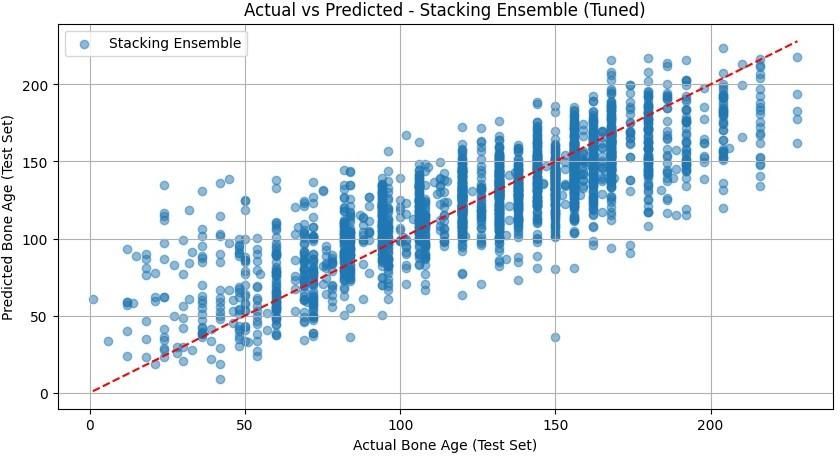 Actual vs Predicted - Stacking Ensemble (Tuned)
Stacking Ensemble
Predicted Bone Age (Test Set)
200
150
100
50
0
0 50 100 150 200
Actual Bone Age (Test Set)